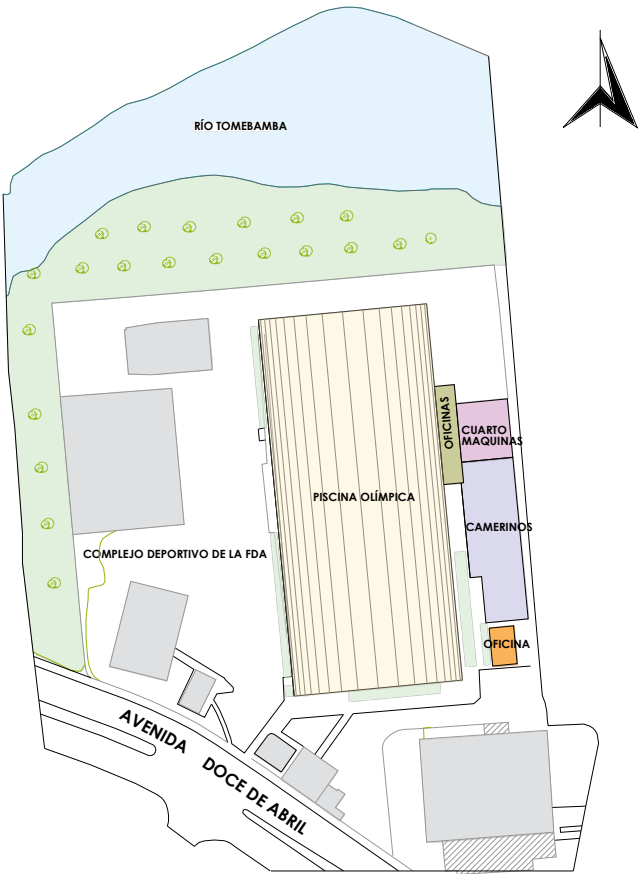 RÍO TOMEBAMBA
OFICINAS
CUARTO
MAQUINAS
PISCINA OLÍMPICA
CAMERINOS
COMPLEJO DEPORTIVO DE LA FDA
OFICINA
AVENIDA DOCE DE ABRIL